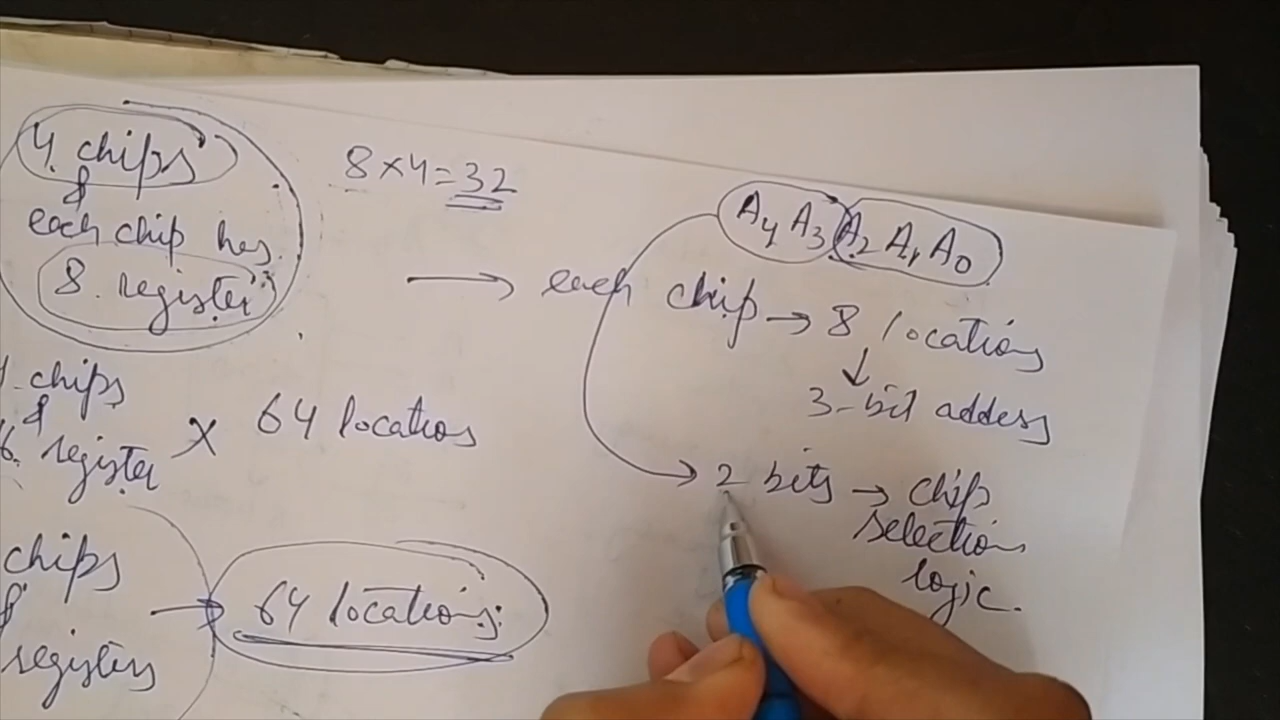 4 chips
&
each chip has
8 register
8×4=32
chips
&
register
X 64 locations
chips
&
registers
64 locations
A4 A3 A2 A1 A0
→ each chip → 8 locations
↓
3-bit addess
→ 2 bits → chip
selection
logic.